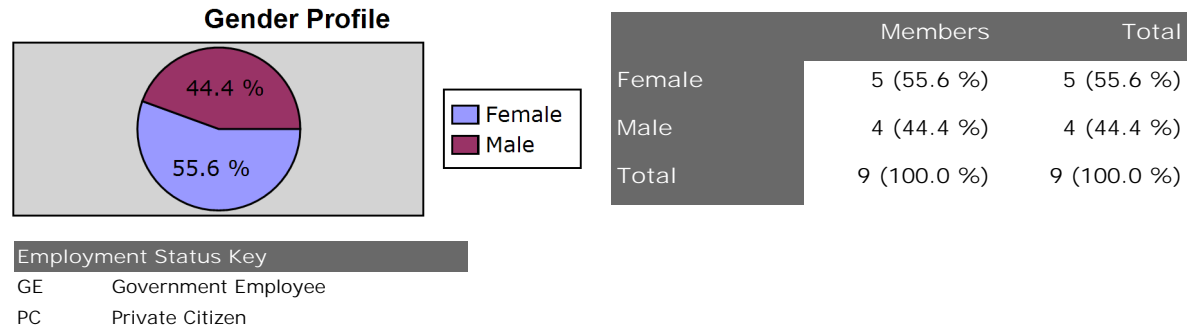 Gender Profile
44.4 %
55.6 %
Female
Male
Members Total
Female 5 (55.6 %) 5 (55.6 %)
Male 4 (44.4 %) 4 (44.4 %)
Total 9 (100.0 %) 9 (100.0 %)
Employment Status Key
GE Government Employee
PC Private Citizen